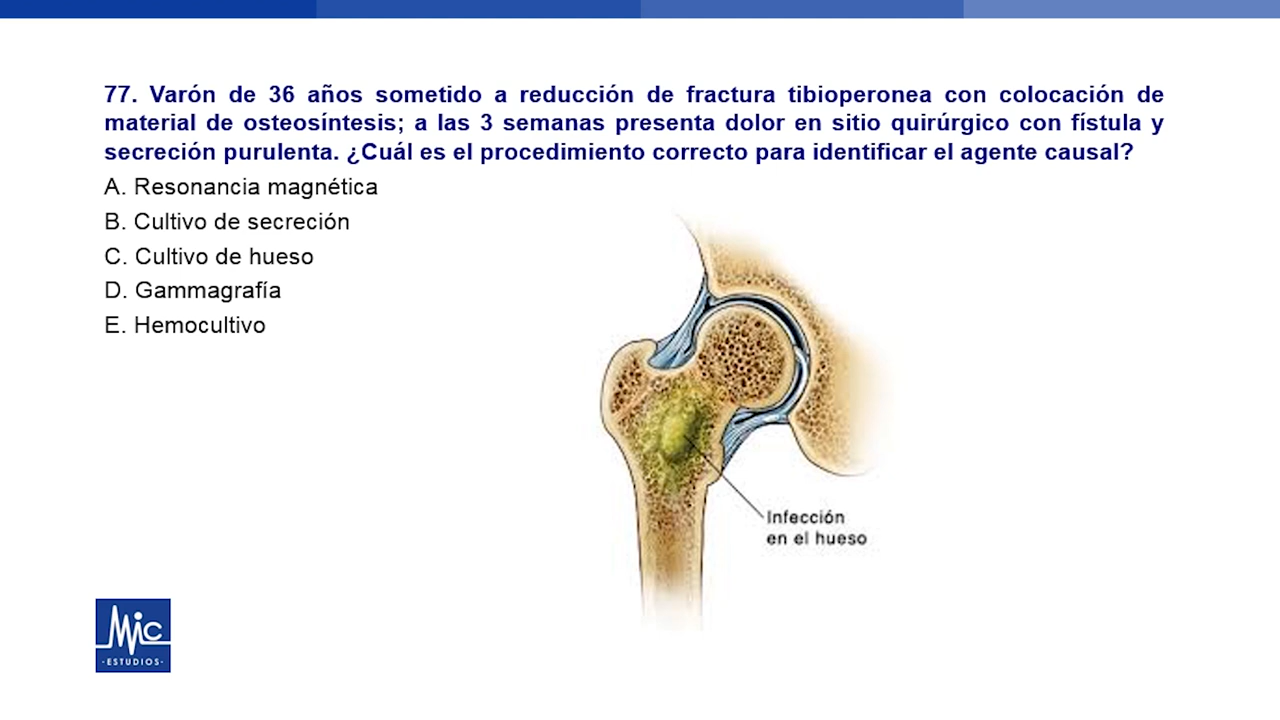 77. Varón de 36 años sometido a reducción de fractura tibioperonea con colocación de
material de osteosíntesis; a las 3 semanas presenta dolor en sitio quirúrgico con fístula y
secreción purulenta. ¿Cuál es el procedimiento correcto para identificar el agente causal?
A. Resonancia magnética
B. Cultivo de secreción
C. Cultivo de hueso
D. Gammagrafía
E. Hemocultivo
Infección
en el hueso
Mic
·ESTUDIOS·